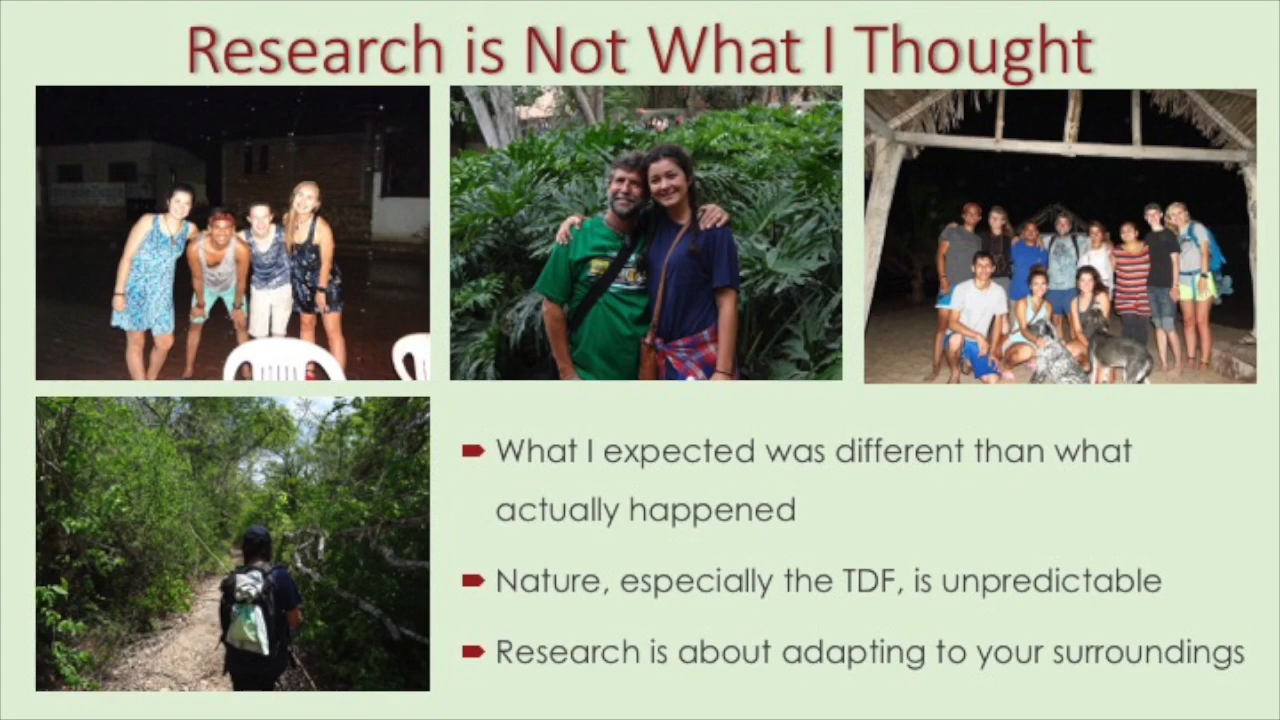 Research is Not What I Thought
What I expected was different than what
actually happened
Nature, especially the TDF, is unpredictable
Research is about adapting to your surroundings